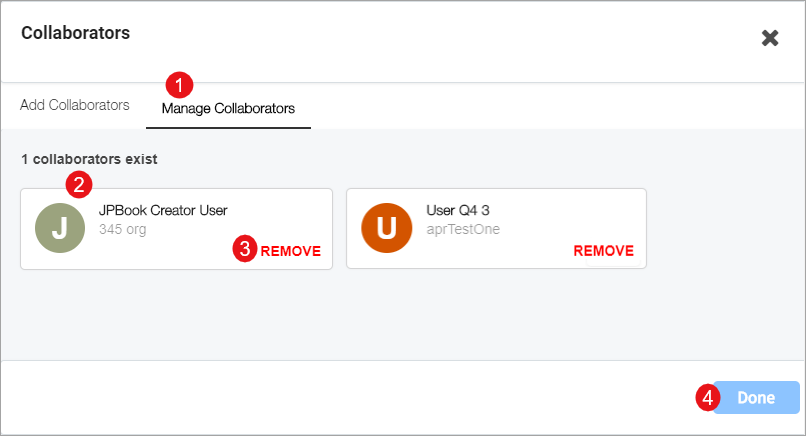 Collaborators
1
Add Collaborators Manage Collaborators
1 collaborators exist
2
J JPBook Creator User
345 org
3 REMOVE
U User Q4 3
aprTestOne
REMOVE
4 Done